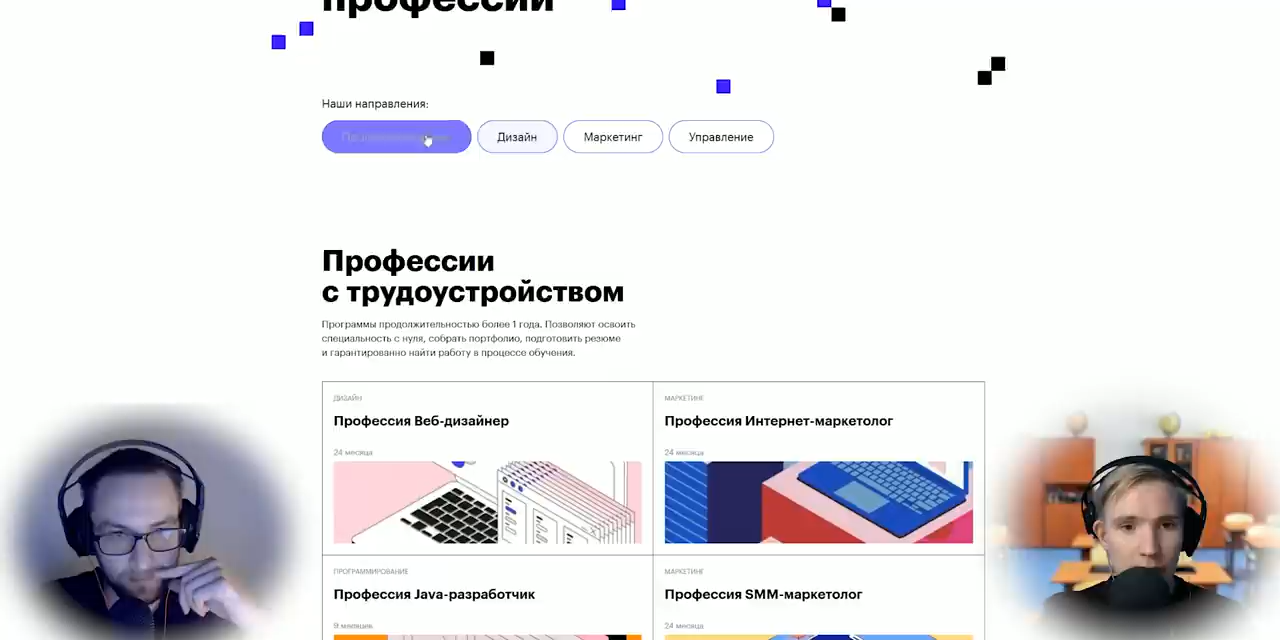 профессии
Наши направления:
Дизайн
Маркетинг
Управление
Профессии
с трудоустройством
Программы продолжительностью более 1 года. Позволяют освоить
специальность с нуля, собрать портфолио, подготовить резюме
и гарантированно найти работу в процессе обучения.
ДИЗАЙН
Профессия Веб-дизайнер
24 месяца
МАРКЕТИНГ
Профессия Интернет-маркетолог
24 месяца
ПРОГРАММИРОВАНИЕ
Профессия Java-разработчик
9 месяцев
МАРКЕТИНГ
Профессия SMM-маркетолог
24 месяца